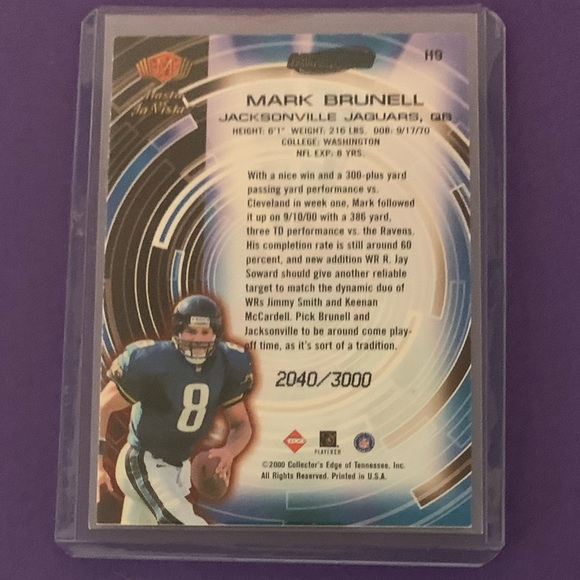 H9
M
Hasta
La Vista
MARK BRUNELL
JACKSONVILLE JAGUARS, QB
HEIGHT: 6'1" WEIGHT: 216 LBS. DOB: 9/17/70
COLLEGE: WASHINGTON
NFL EXP: 8 YRS.
With a nice win and a 300-plus yard
passing yard performance vs.
Cleveland in week one, Mark followed
it up on 9/10/00 with a 386 yard,
three TD performance vs. the Ravens.
His completion rate is still around 60
percent, and new addition WR R. Jay
Soward should give another reliable
target to match the dynamic duo of
WRs Jimmy Smith and Keenan
McCardell. Pick Brunell and
Jacksonville to be around come play-
off time, as it's sort of a tradition.
2040/3000
8
EDGE
PLAYERS
©2000 Collector's Edge of Tennessee, Inc.
All Rights Reserved. Printed in U.S.A.